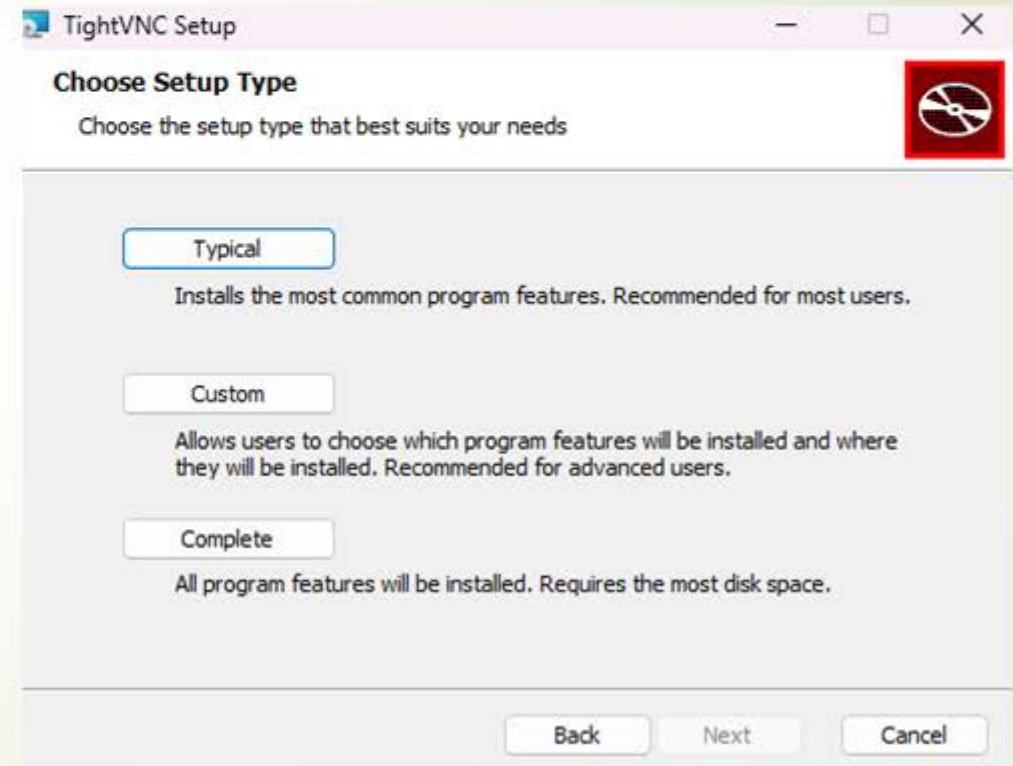 TightVNC Setup
Choose Setup Type
Choose the setup type that best suits your needs
Typical
Installs the most common program features. Recommended for most users.
Custom
Allows users to choose which program features will be installed and where
they will be installed. Recommended for advanced users.
Complete
All program features will be installed. Requires the most disk space.
Back Next Cancel